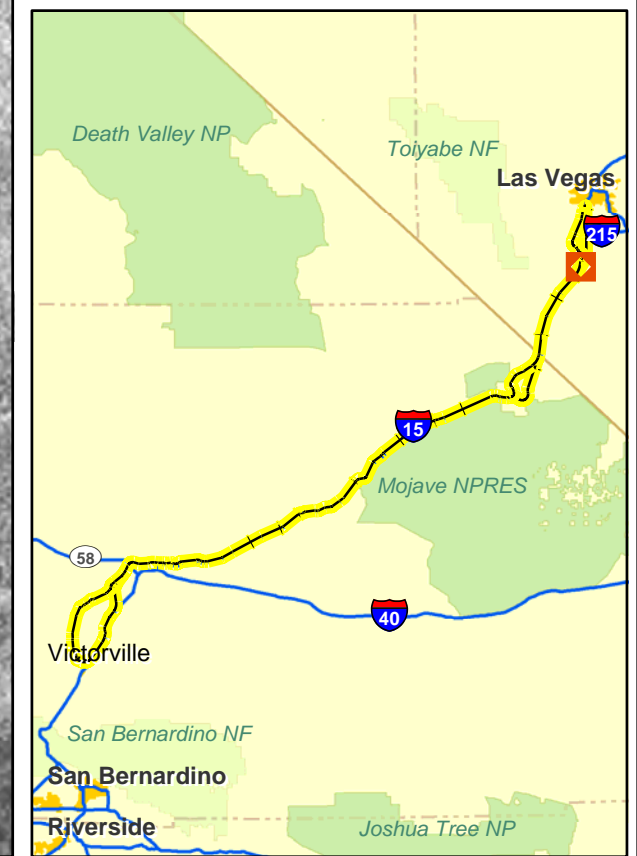 Death Valley NP
Toiyabe NF
Las Vegas
215
15
Mojave NPRES
58
40
Victorville
San Bernardino NF
San Bernardino
Riverside
Joshua Tree NP